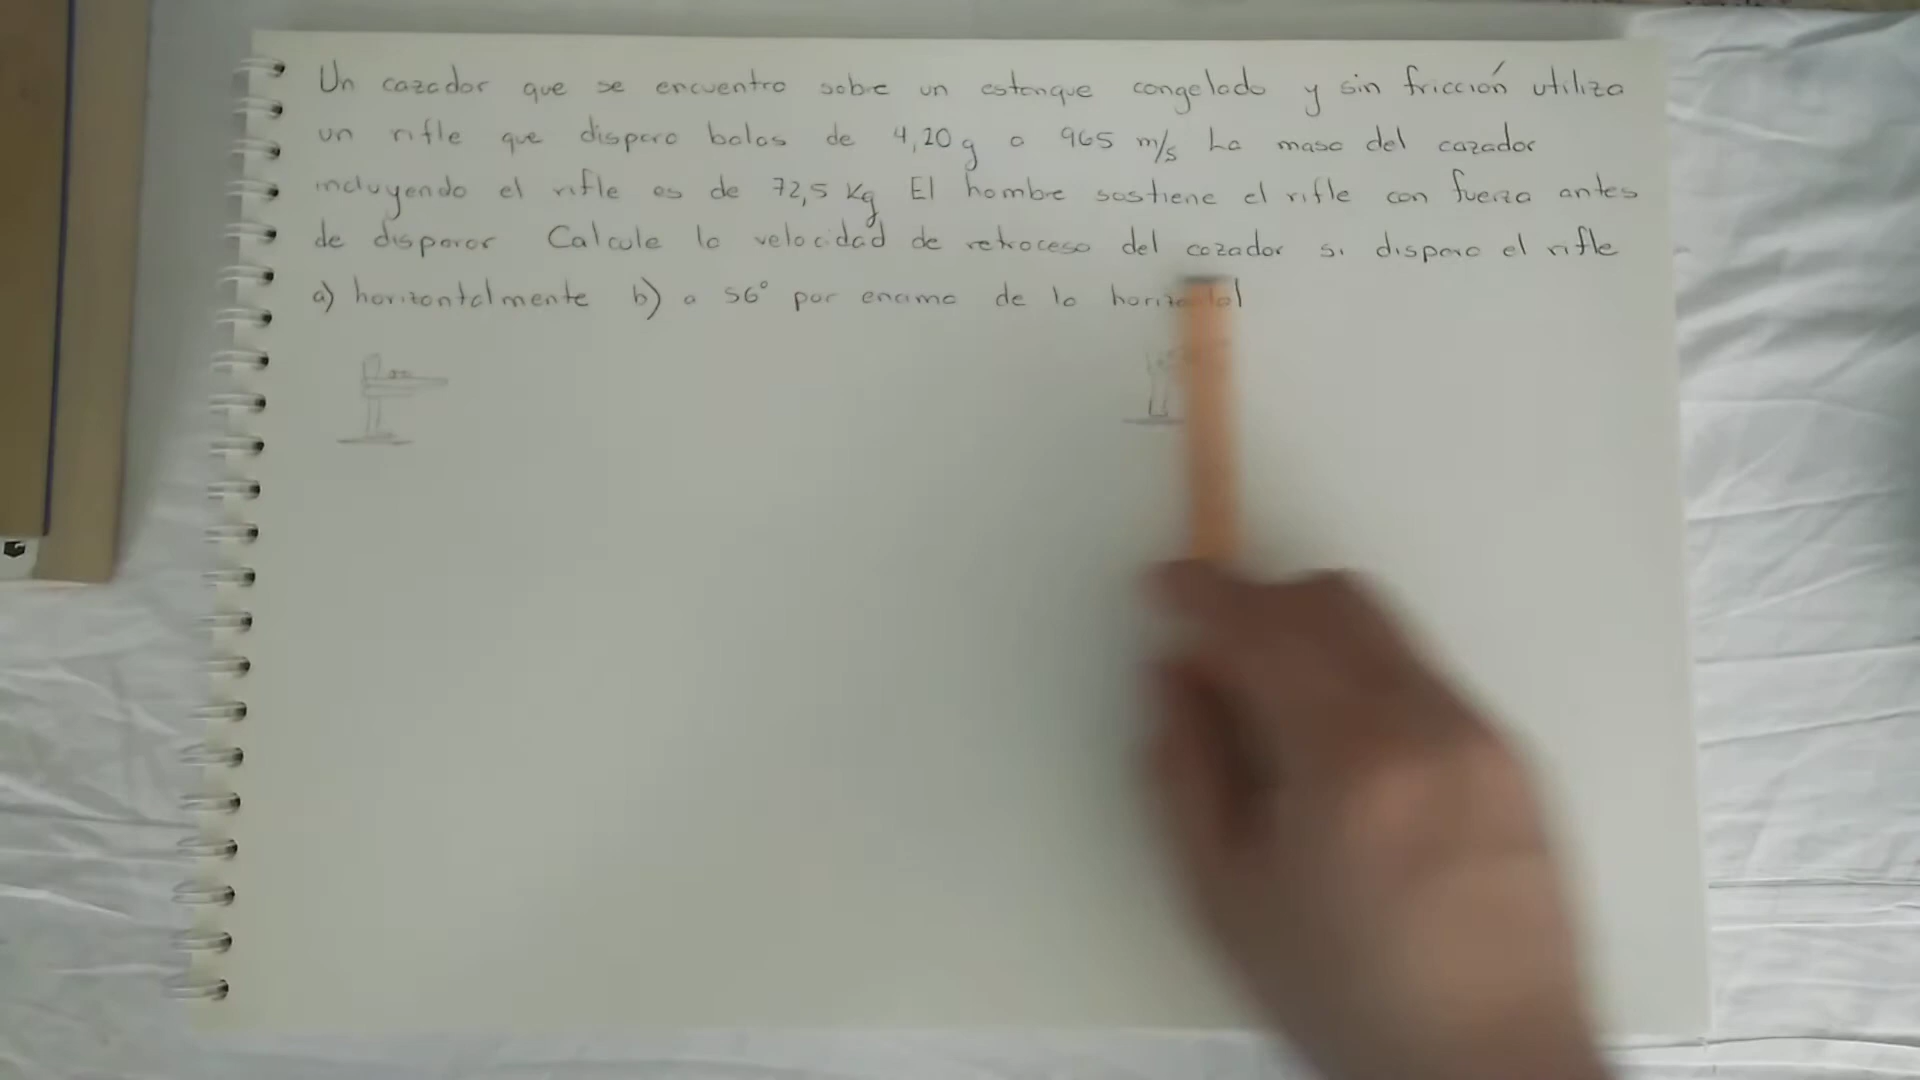 Un cazador que se encuentra sobre un estanque congelado y sin fricción utiliza
un rifle que dispara balas de 4,20 g a 965 m/s La masa del cazador
incluyendo el rifle es de 72,5 Kg El hombre sostiene el rifle con fuerza antes
de disparar Calcule la velocidad de retroceso del cazador si dispara el rifle
a) horizontalmente b) a 56° por encima de la horizontal